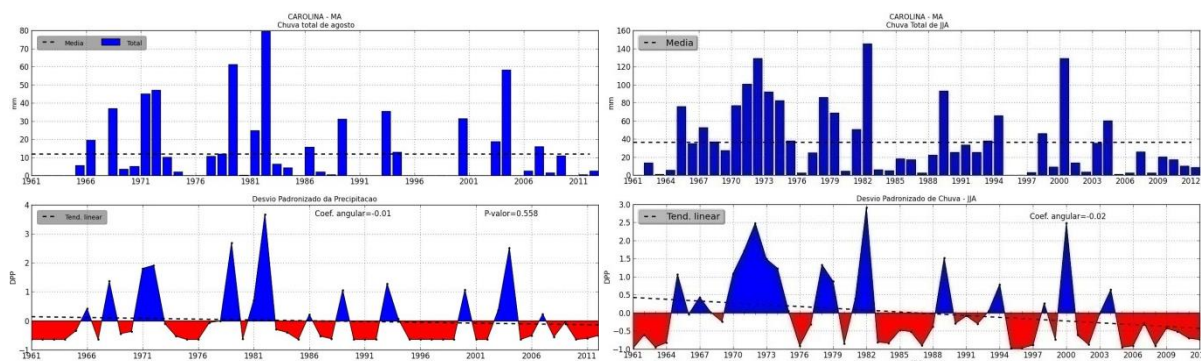 CAROLINA - MA
Chuva total de agosto
Media
Total
80
70
60
50
40
30
20
10
0
mm
1961 1966 1971 1976 1981 1986 1991 1996 2001 2006 2011
Desvio Padronizado da Precipitacao
Tend. linear
Coef. angular=-0.01
P-valor=0.558
4
3
2
1
0
−1
DPP
1961 1966 1971 1976 1981 1986 1991 1996 2001 2006 2011
CAROLINA - MA
Chuva Total de JJA
Media
160
140
120
100
80
60
40
20
0
mm
1961 1964 1967 1970 1973 1976 1979 1982 1985 1988 1991 1994 1997 2000 2003 2006 2009 2012
Desvio Padronizado de Chuva - JJA
Tend. linear
Coef. angular=-0.02
3.0
2.5
2.0
1.5
1.0
0.5
0.0
−0.5
−1.0
DPP
1961 1964 1967 1970 1973 1976 1979 1982 1985 1988 1991 1994 1997 2000 2003 2006 2009 201